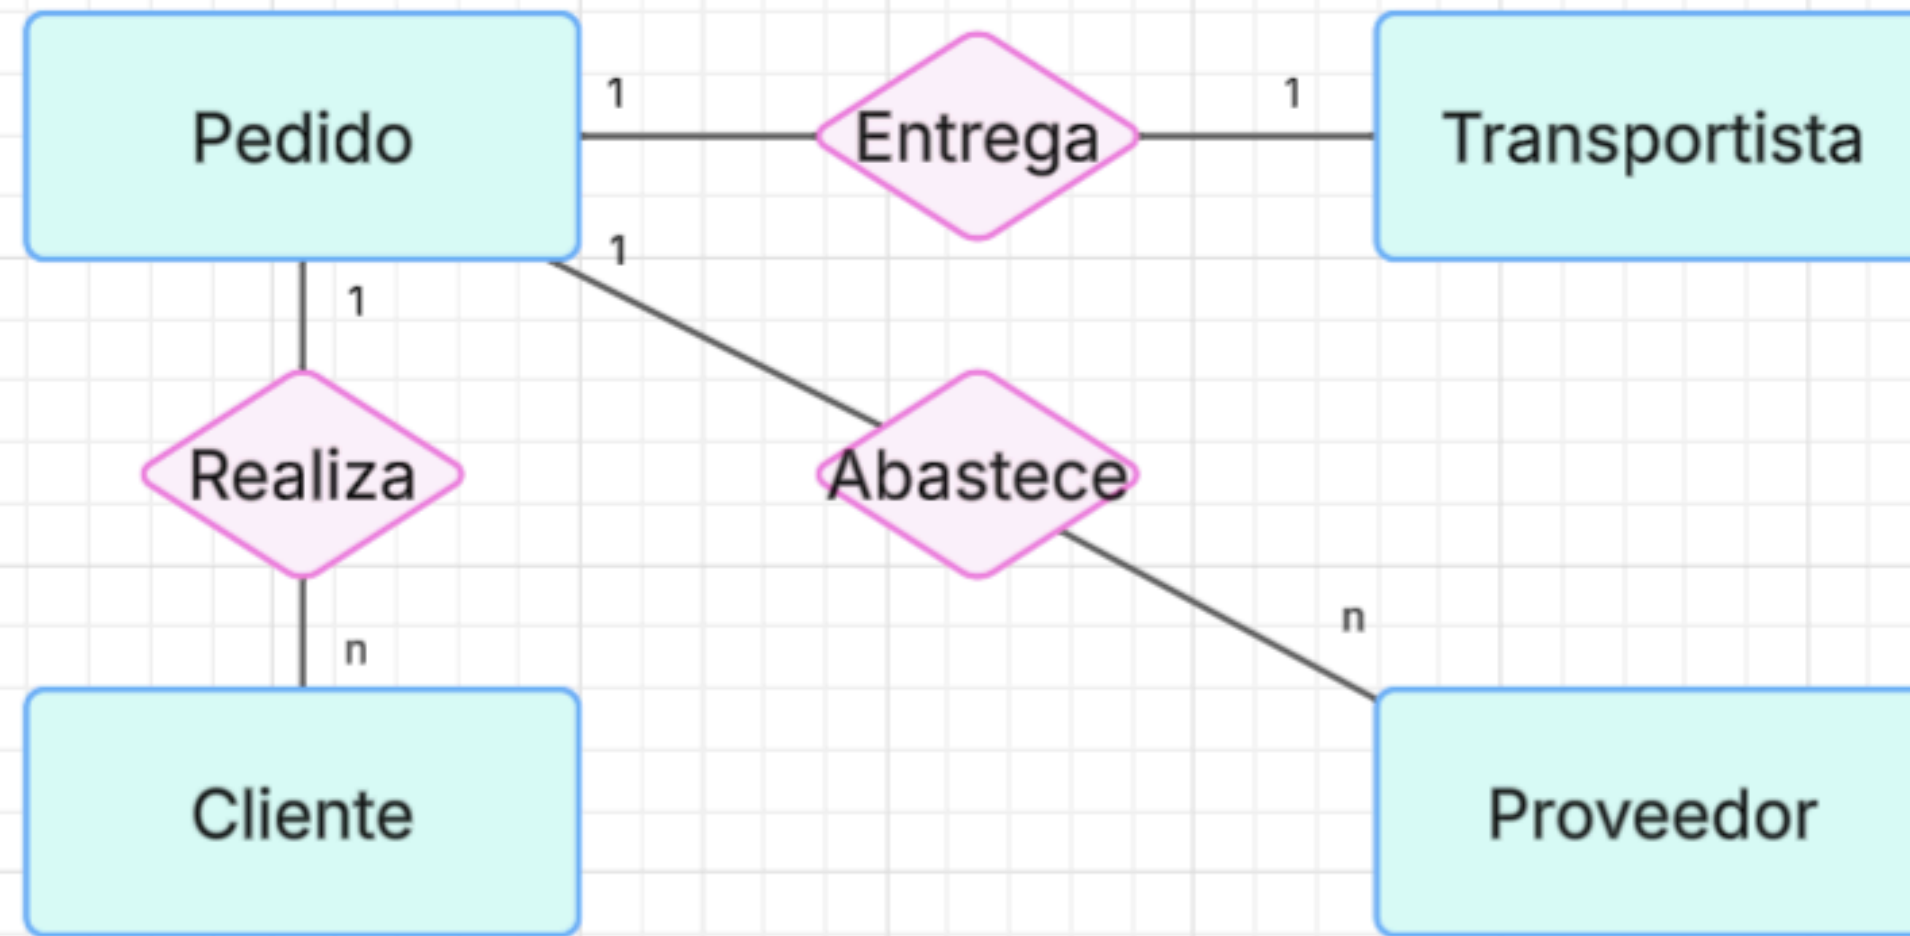 Pedido
1
Entrega
1
Transportista
1
1
Realiza
Abastece
n
n
Cliente
Proveedor